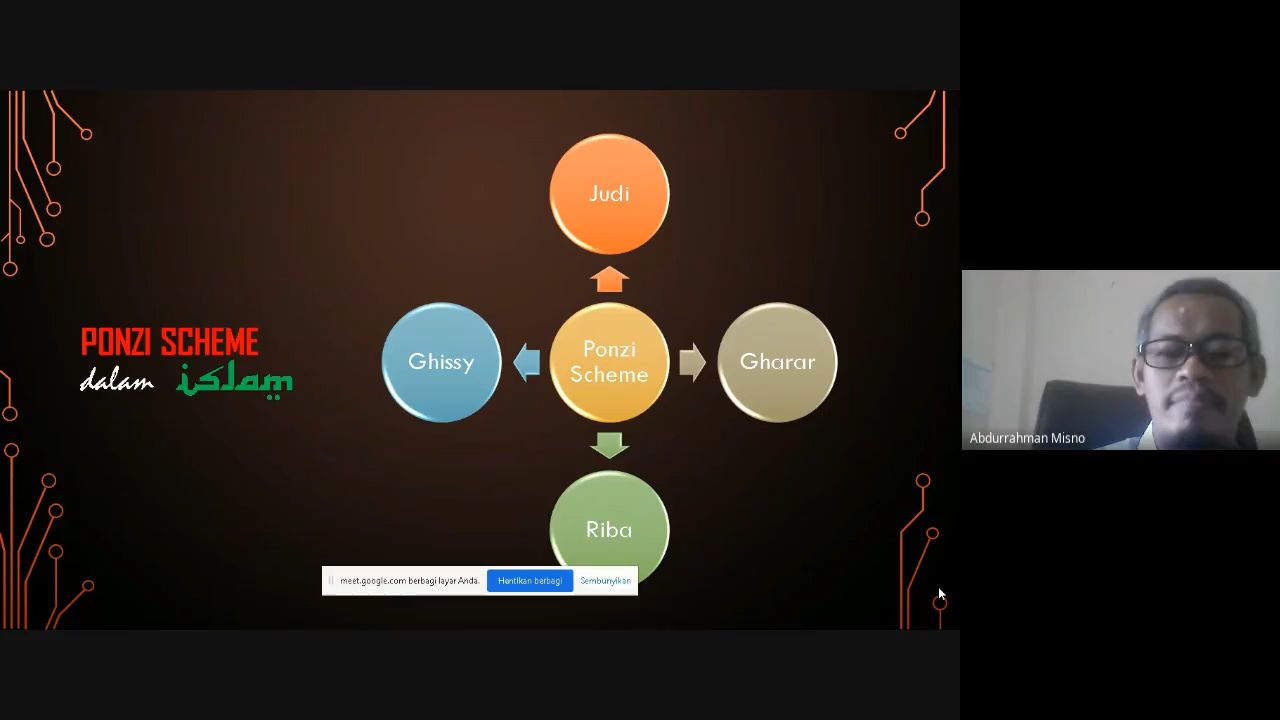 Judi
PONZI SCHEME
dalam islam
Ghissy
Ponzi
Scheme
Gharar
Riba
meet.google.com berbagi layar Anda.
Hentikan berbagi
Sembunyikan
Abdurrahman Misno